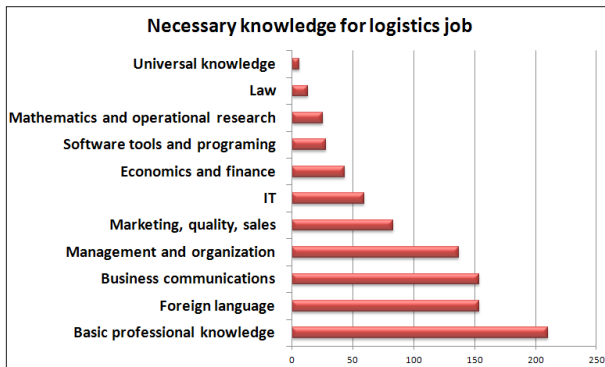 Necessary knowledge for logistics job
Universal knowledge
Law
Mathematics and operational research
Software tools and programing
Economics and finance
IT
Marketing, quality, sales
Management and organization
Business communications
Foreign language
Basic professional knowledge
0 50 100 150 200 250